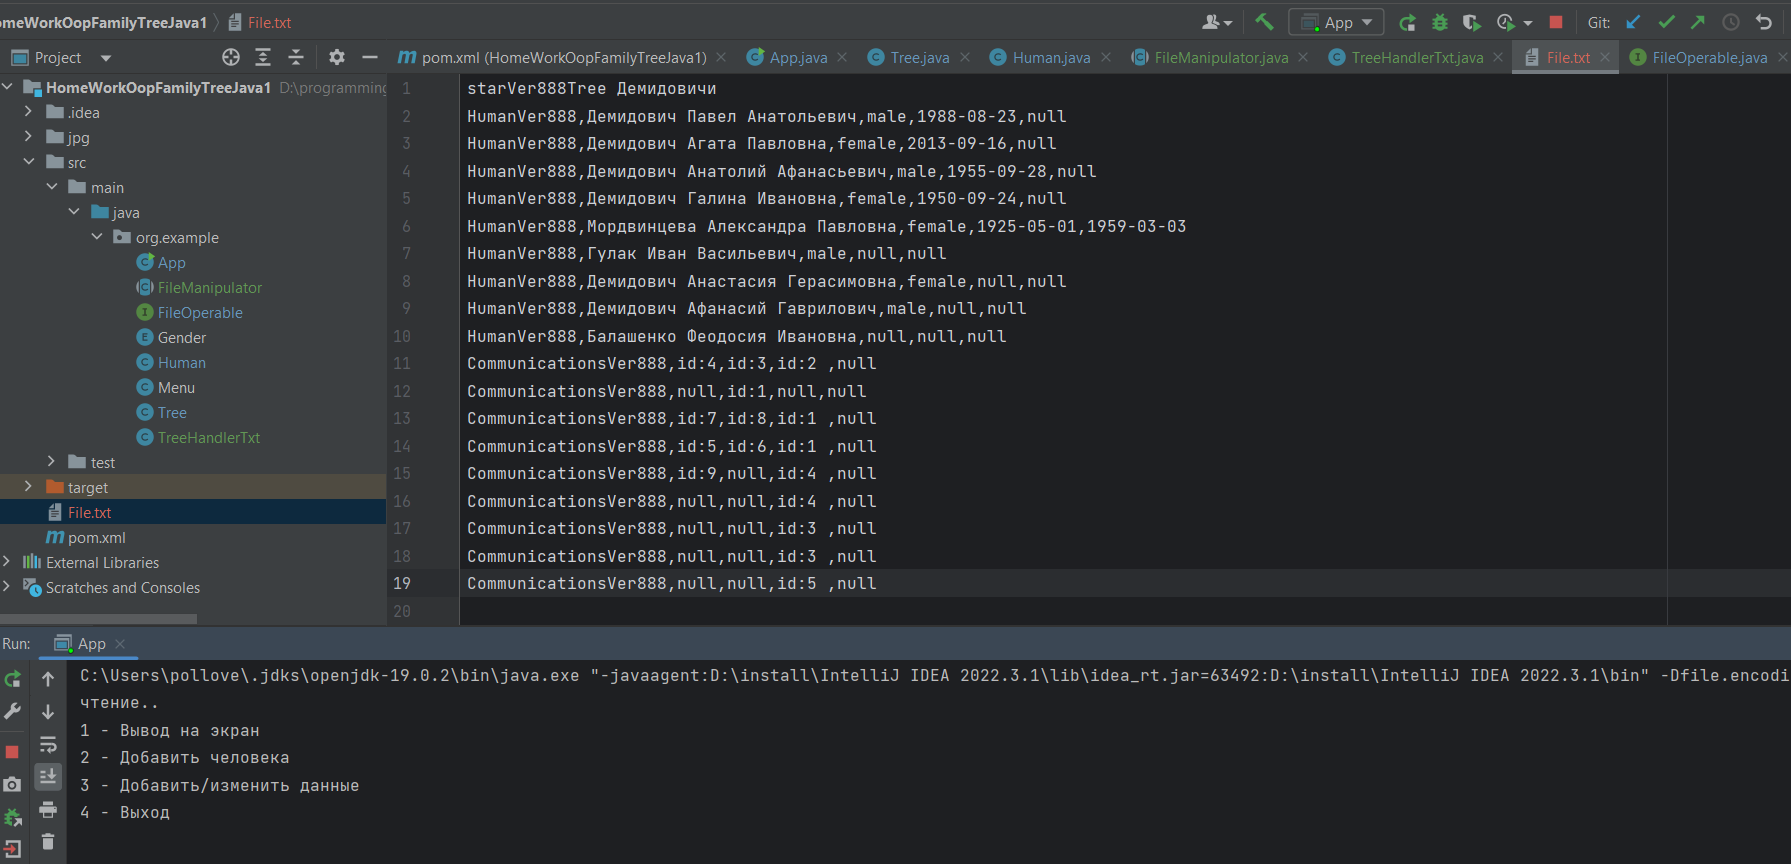 omeWorkOopFamilyTreeJava1 File.txt App Git:
Project pom.xml (HomeWorkOopFamilyTreeJava1) App.java Tree.java Human.java FileManipulator.java TreeHandlerTxt.java File.txt FileOperable.java
HomeWorkOopFamilyTreeJava1 D:\programming
.idea
jpg
src
main
java
org.example
App
FileManipulator
FileOperable
Gender
Human
Menu
Tree
TreeHandlerTxt
test
target
File.txt
pom.xml
External Libraries
Scratches and Consoles
1 starVer888Tree Демидовичи
2 HumanVer888,Демидович Павел Анатольевич,male,1988-08-23,null
3 HumanVer888,Демидович Агата Павловна,female,2013-09-16,null
4 HumanVer888,Демидович Анатолий Афанасьевич,male,1955-09-28,null
5 HumanVer888,Демидович Галина Ивановна,female,1950-09-24,null
6 HumanVer888,Мордвинцева Александра Павловна,female,1925-05-01,1959-03-03
7 HumanVer888,Гулак Иван Васильевич,male,null,null
8 HumanVer888,Демидович Анастасия Герасимовна,female,null,null
9 HumanVer888,Демидович Афанасий Гаврилович,male,null,null
10 HumanVer888,Балашенко Феодосия Ивановна,null,null,null
11 CommunicationsVer888,id:4,id:3,id:2 ,null
12 CommunicationsVer888,null,id:1,null,null
13 CommunicationsVer888,id:7,id:8,id:1 ,null
14 CommunicationsVer888,id:5,id:6,id:1 ,null
15 CommunicationsVer888,id:9,null,id:4 ,null
16 CommunicationsVer888,null,null,id:4 ,null
17 CommunicationsVer888,null,null,id:3 ,null
18 CommunicationsVer888,null,null,id:3 ,null
19 CommunicationsVer888,null,null,id:5 ,null
20
Run: App
C:\Users\pollove\.jdks\openjdk-19.0.2\bin\java.exe "-javaagent:D:\install\IntelliJ IDEA 2022.3.1\lib\idea_rt.jar=63492:D:\install\IntelliJ IDEA 2022.3.1\bin" -Dfile.encodi
чтение..
1 - Вывод на экран
2 - Добавить человека
3 - Добавить/изменить данные
4 - Выход